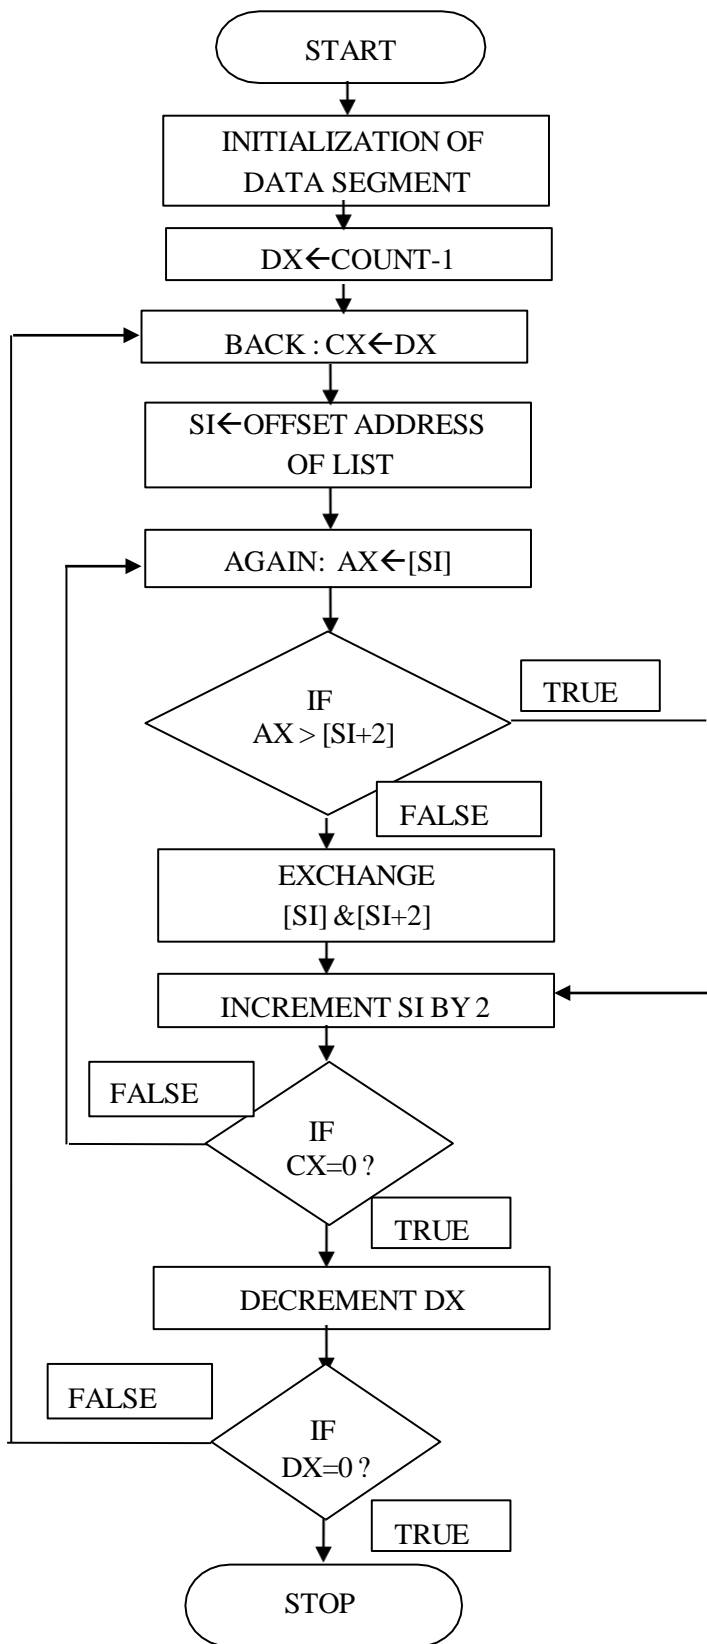 START
INITIALIZATION OF
DATA SEGMENT
DX←COUNT-1
BACK : CX←DX
SI←OFFSET ADDRESS
OF LIST
AGAIN: AX←[SI]
TRUE
IF
AX > [SI+2]
FALSE
EXCHANGE
[SI] &[SI+2]
INCREMENT SI BY 2
FALSE
IF
CX=0 ?
TRUE
DECREMENT DX
FALSE
IF
DX=0 ?
TRUE
STOP